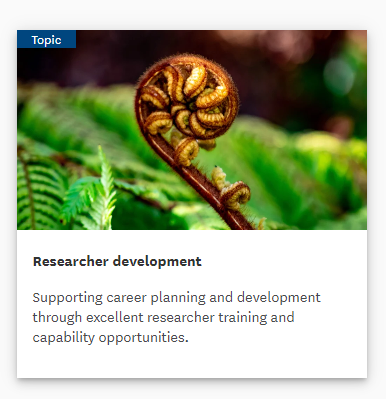 Topic
Researcher development
Supporting career planning and development
through excellent researcher training and
capability opportunities.